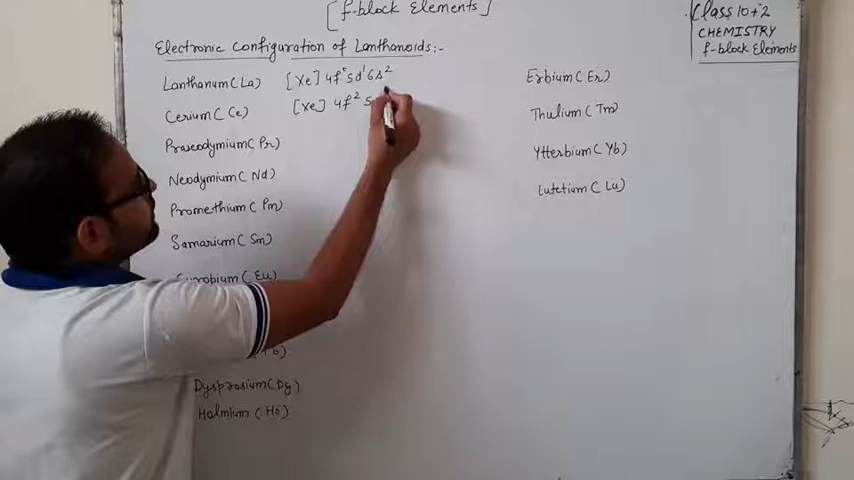 [f-block Elements]
Class 10+2
CHEMISTRY
f-Block Elements
Electronic Configuration of Lanthanoids:-
Lanthanum(La) [Xe] 4f⁰5d¹6s²
Cerium(Ce) [Xe] 4f² 5
Praseodymium(Pr)
Neodymium(Nd)
Promethium(Pm)
Samarium(Sm)
Europium(Eu)
Dysprosium(Dy)
Holmium(Ho)
Erbium(Er)
Thulium(Tm)
Ytterbium(Yb)
Lutetium(Lu)